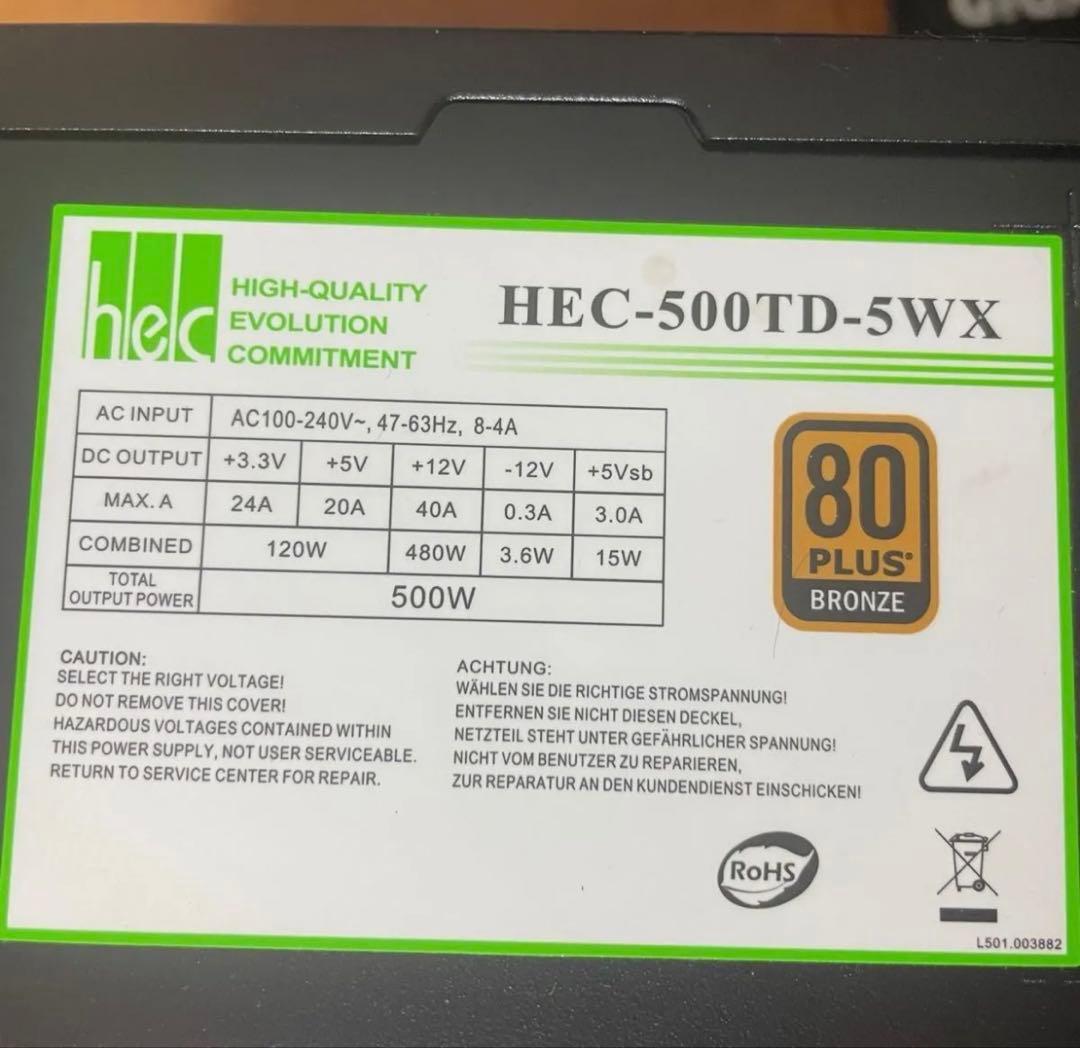 hec
HIGH-QUALITY
EVOLUTION
COMMITMENT
HEC-500TD-5WX
AC INPUT AC100-240V~, 47-63Hz, 8-4A
DC OUTPUT +3.3V +5V +12V -12V +5Vsb
MAX. A 24A 20A 40A 0.3A 3.0A
COMBINED 120W 480W 3.6W 15W
TOTAL
OUTPUT POWER 500W
80
PLUS®
BRONZE
CAUTION:
SELECT THE RIGHT VOLTAGE!
DO NOT REMOVE THIS COVER!
HAZARDOUS VOLTAGES CONTAINED WITHIN
THIS POWER SUPPLY, NOT USER SERVICEABLE.
RETURN TO SERVICE CENTER FOR REPAIR.
ACHTUNG:
WÄHLEN SIE DIE RICHTIGE STROMSPANNUNG!
ENTFERNEN SIE NICHT DIESEN DECKEL,
NETZTEIL STEHT UNTER GEFÄHRLICHER SPANNUNG!
NICHT VOM BENUTZER ZU REPARIEREN,
ZUR REPARATUR AN DEN KUNDENDIENST EINSCHICKEN!
RoHS
L501.003882